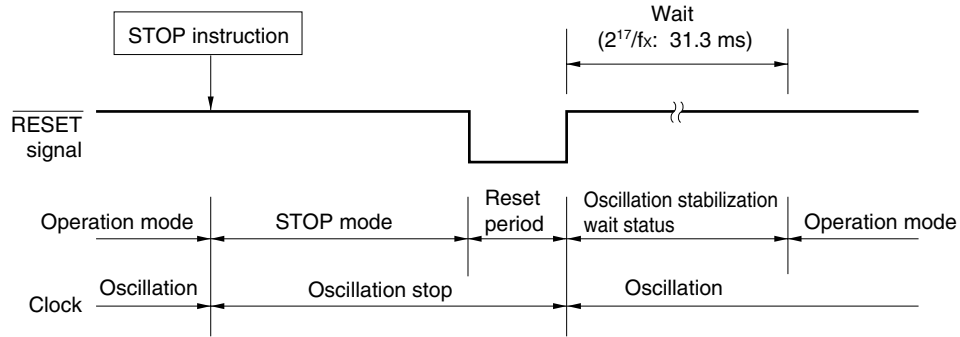 STOP instruction
Wait
(2¹⁷/fx: 31.3 ms)
RESET
signal
Operation mode
STOP mode
Reset
period
Oscillation stabilization
wait status
Operation mode
Clock
Oscillation
Oscillation stop
Oscillation